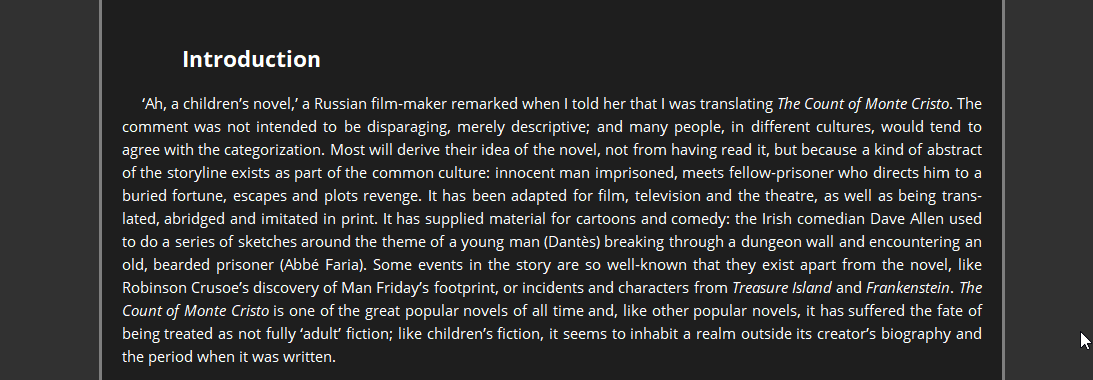 Introduction
‘Ah, a children’s novel,’ a Russian film-maker remarked when I told her that I was translating The Count of Monte Cristo. The
comment was not intended to be disparaging, merely descriptive; and many people, in different cultures, would tend to
agree with the categorization. Most will derive their idea of the novel, not from having read it, but because a kind of abstract
of the storyline exists as part of the common culture: innocent man imprisoned, meets fellow-prisoner who directs him to a
buried fortune, escapes and plots revenge. It has been adapted for film, television and the theatre, as well as being trans-
lated, abridged and imitated in print. It has supplied material for cartoons and comedy: the Irish comedian Dave Allen used
to do a series of sketches around the theme of a young man (Dantès) breaking through a dungeon wall and encountering an
old, bearded prisoner (Abbé Faria). Some events in the story are so well-known that they exist apart from the novel, like
Robinson Crusoe’s discovery of Man Friday’s footprint, or incidents and characters from Treasure Island and Frankenstein. The
Count of Monte Cristo is one of the great popular novels of all time and, like other popular novels, it has suffered the fate of
being treated as not fully ‘adult’ fiction; like children’s fiction, it seems to inhabit a realm outside its creator’s biography and
the period when it was written.